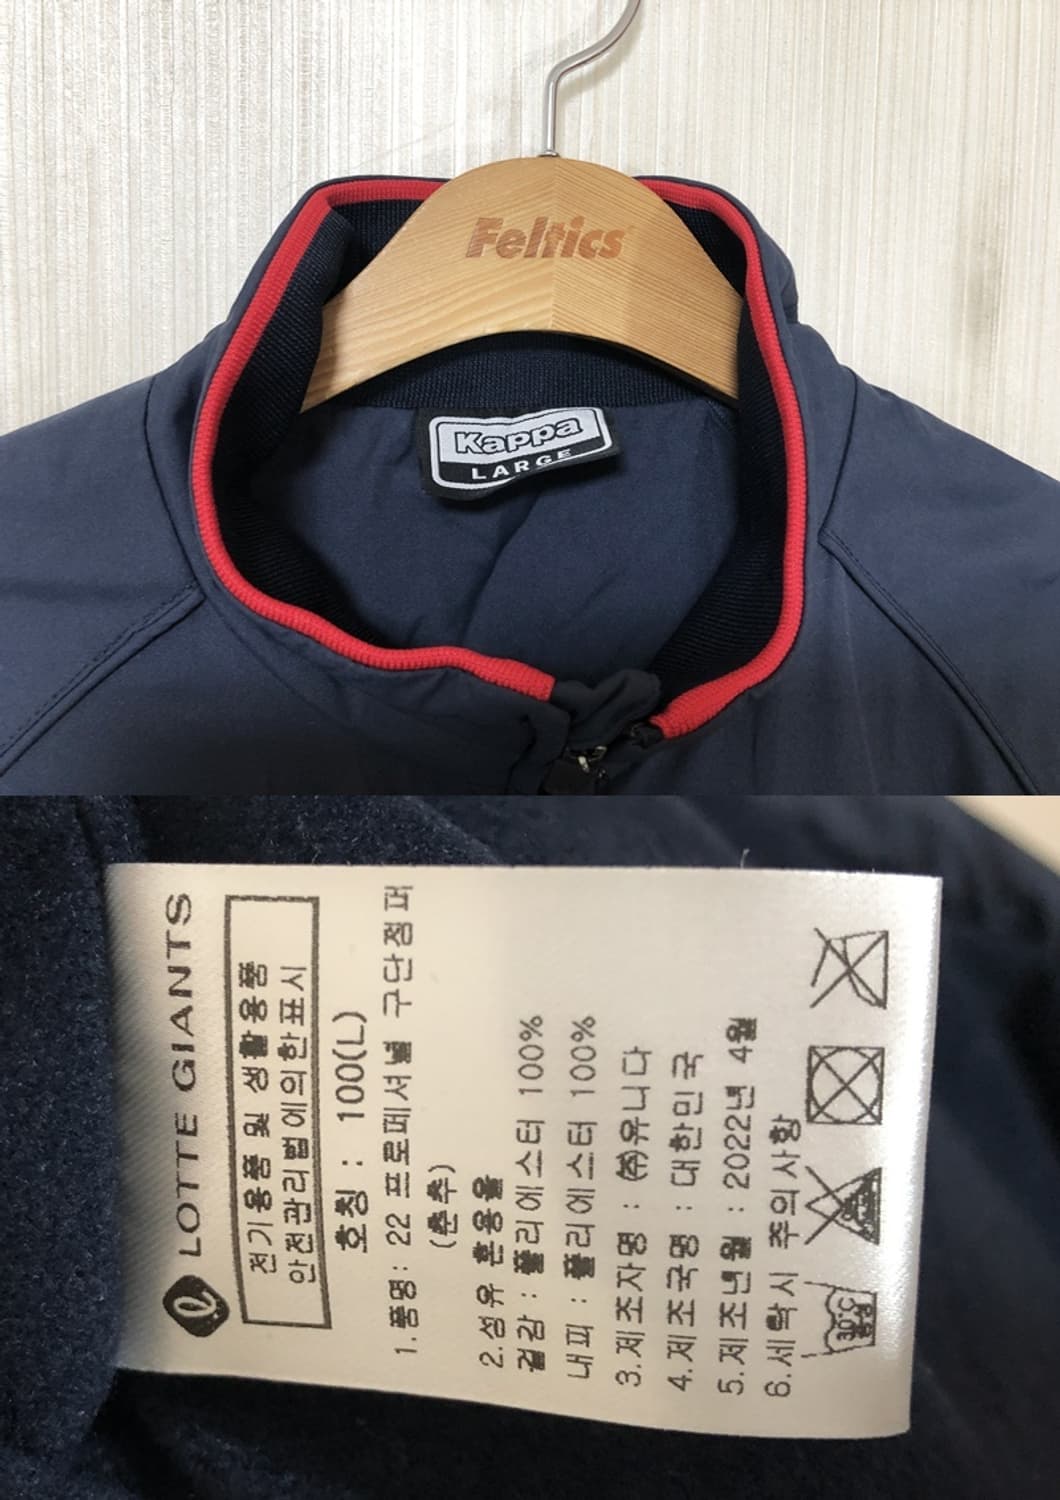 Feltics
Kappa
LARGE
LOTTE GIANTS
전기용품 및 생활용품
안전관리법에의한표시
호칭 : 100(L)
1.품명: 22 프로페셔널 구단점퍼
(춘추)
2.섬유 혼용율
겉감 : 폴리에스터 100%
내피 : 폴리에스터 100%
3.제조자명 : ㈜유니다
4.제조국명 : 대한민국
5.제조년월 : 2022년 4월
6.세탁시 주의사항